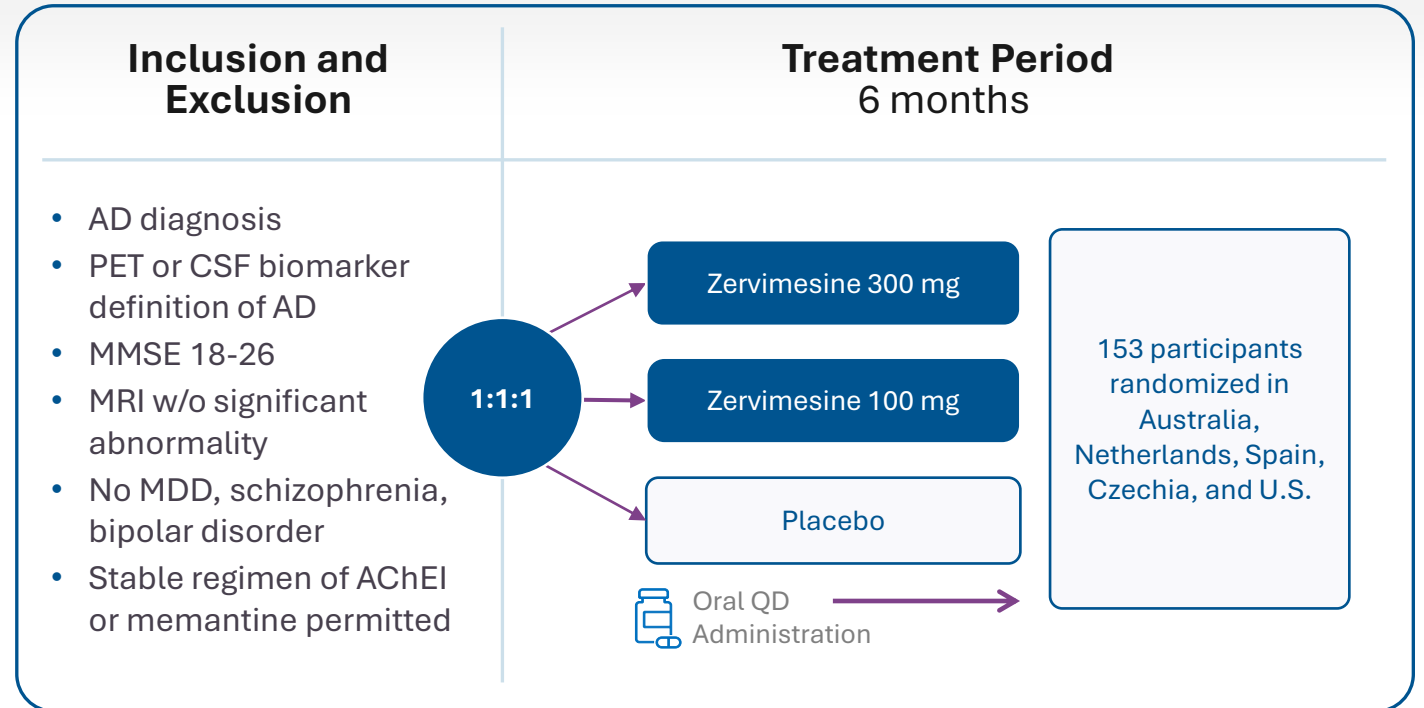 Inclusion and
Exclusion
Treatment Period
6 months
• AD diagnosis
• PET or CSF biomarker
definition of AD
• MMSE 18-26
• MRI w/o significant
abnormality
• No MDD, schizophrenia,
bipolar disorder
• Stable regimen of AChEI
or memantine permitted
1:1:1
Zervimesine 300 mg
Zervimesine 100 mg
Placebo
Oral QD
Administration
153 participants
randomized in
Australia,
Netherlands, Spain,
Czechia, and U.S.